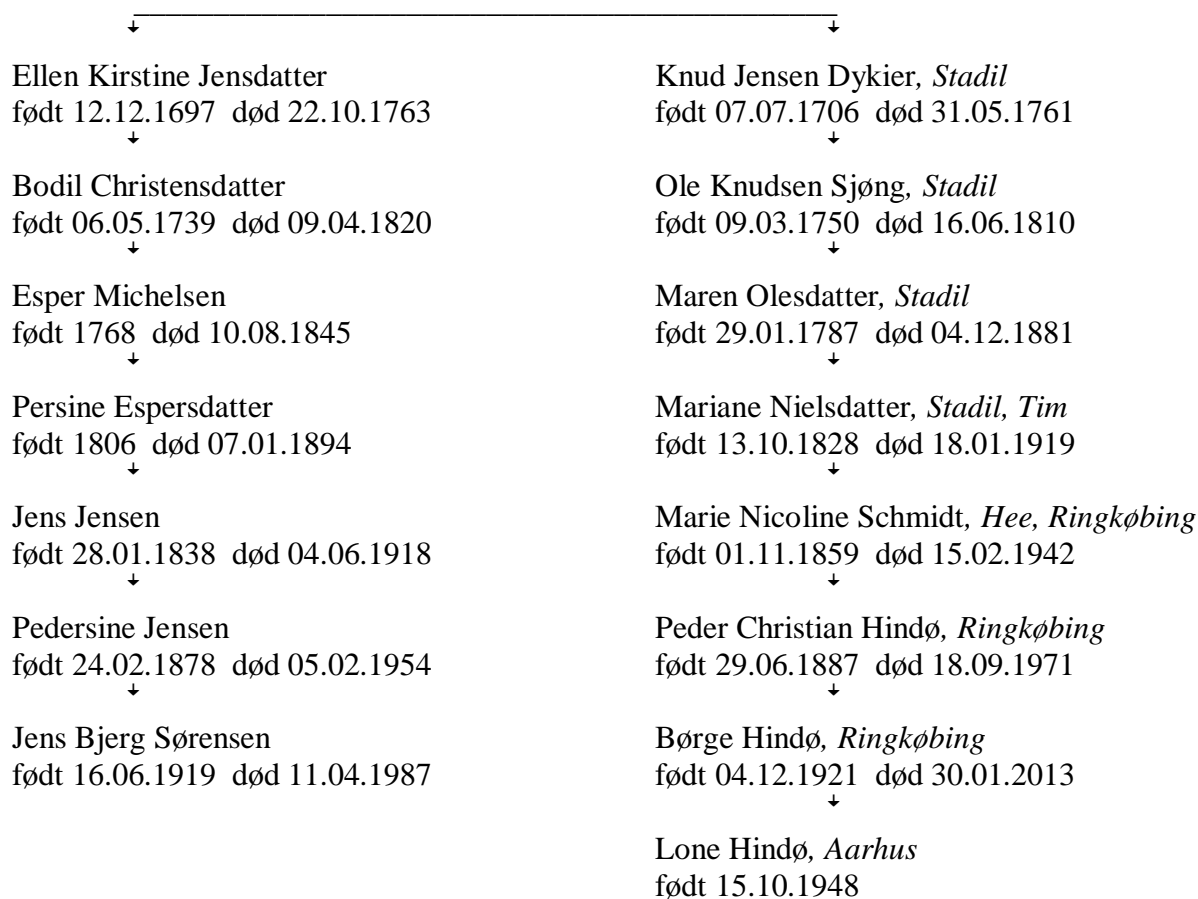 Ellen Kirstine Jensdatter
født 12.12.1697 død 22.10.1763
Bodil Christensdatter
født 06.05.1739 død 09.04.1820
Esper Michelsen
født 1768 død 10.08.1845
Persine Espersdatter
født 1806 død 07.01.1894
Jens Jensen
født 28.01.1838 død 04.06.1918
Pedersine Jensen
født 24.02.1878 død 05.02.1954
Jens Bjerg Sørensen
født 16.06.1919 død 11.04.1987
Knud Jensen Dykier, Stadil
født 07.07.1706 død 31.05.1761
Ole Knudsen Sjøng, Stadil
født 09.03.1750 død 16.06.1810
Maren Olesdatter, Stadil
født 29.01.1787 død 04.12.1881
Mariane Nielsdatter, Stadil, Tim
født 13.10.1828 død 18.01.1919
Marie Nicoline Schmidt, Hee, Ringkøbing
født 01.11.1859 død 15.02.1942
Peder Christian Hindø, Ringkøbing
født 29.06.1887 død 18.09.1971
Børge Hindø, Ringkøbing
født 04.12.1921 død 30.01.2013
Lone Hindø, Aarhus
født 15.10.1948